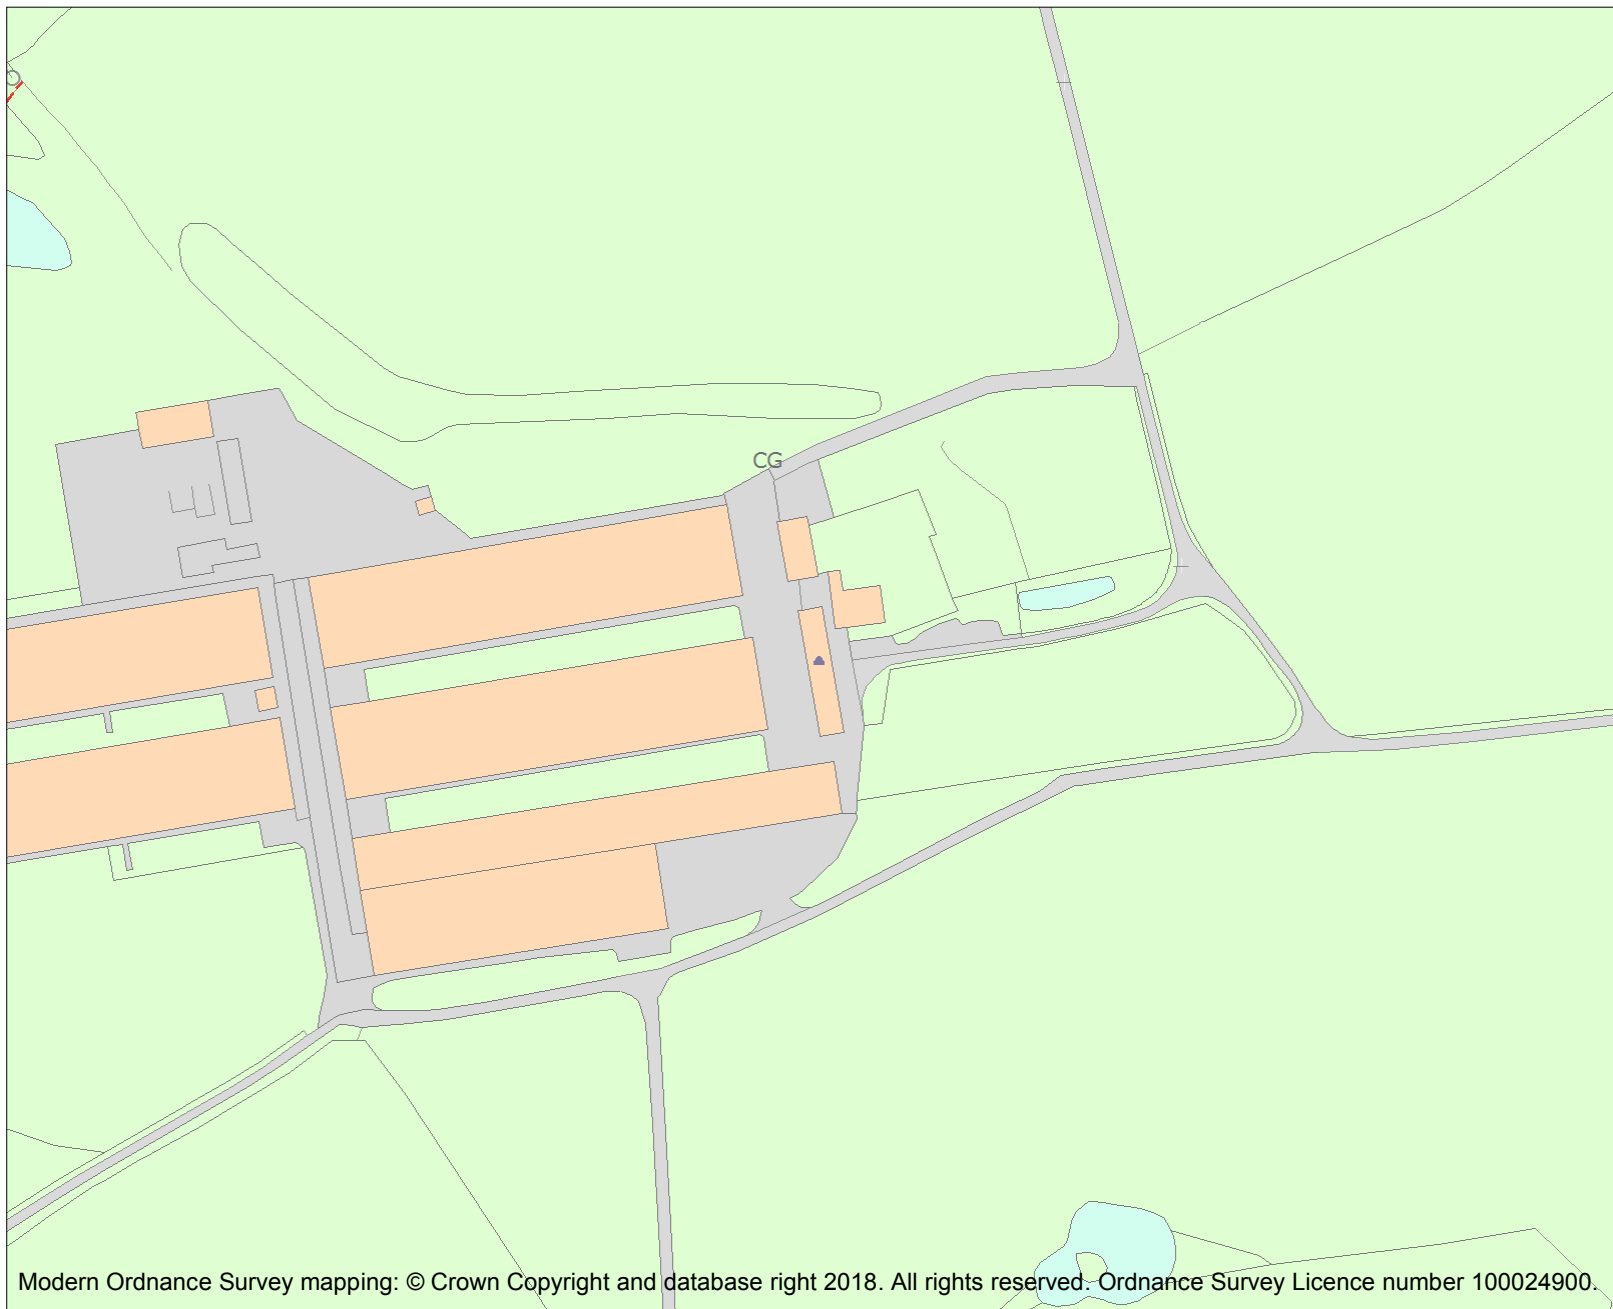 CG
Modern Ordnance Survey mapping: © Crown Copyright and database right 2018. All rights reserved. Ordnance Survey Licence number 100024900.